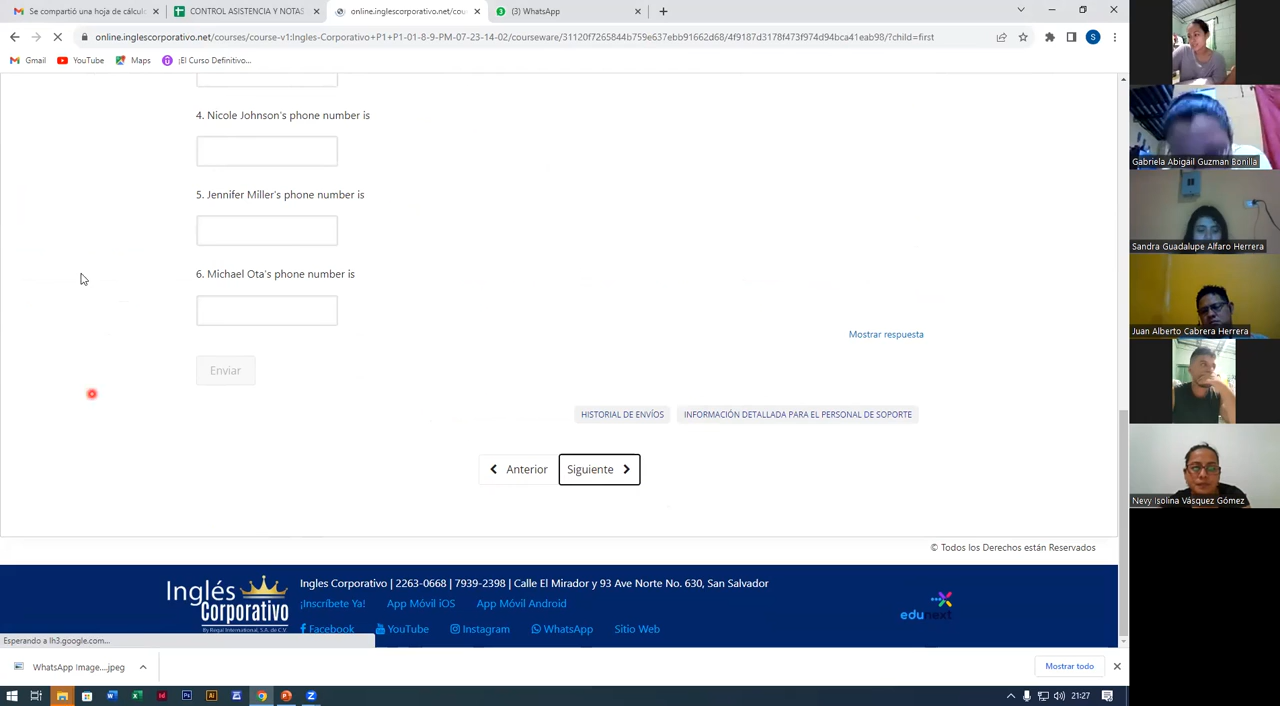 Se compartió una hoja de cálcul
CONTROL ASISTENCIA Y NOTAS
online.inglescorporativo.net/cou
(3) WhatsApp
online.inglescorporativo.net/courses/course-v1:Ingles-Corporativo+P1+P1-01-8-9-PM-07-23-14-02/courseware/31120f7265844b759e637ebb91662d68/4f9187d3178f473f974d94bca41eab98/?child=first
S
Gmail
YouTube
Maps
¡El Curso Definitivo...
4. Nicole Johnson's phone number is
5. Jennifer Miller's phone number is
6. Michael Ota's phone number is
Mostrar respuesta
Enviar
HISTORIAL DE ENVÍOS
INFORMACIÓN DETALLADA PARA EL PERSONAL DE SOPORTE
Anterior
Siguiente
© Todos los Derechos están Reservados
Inglés Corporativo
By Regal International, S.A. de C.V
Ingles Corporativo | 2263-0668 | 7939-2398 | Calle El Mirador y 93 Ave Norte No. 630, San Salvador
¡Inscríbete Ya!
App Móvil iOS
App Móvil Android
Facebook
YouTube
Instagram
WhatsApp
Sitio Web
edunext
Esperando a lh3.google.com...
WhatsApp Image....jpeg
Mostrar todo
21:27
Gabriela Abigail Guzman Bonilla
Sandra Guadalupe Alfaro Herrera
Juan Alberto Cabrera Herrera
Nevy Isolina Vásquez Gómez